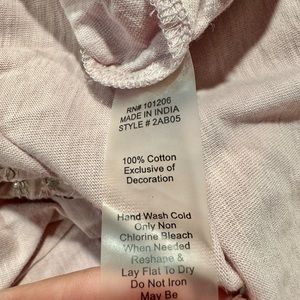 RN# 101206
MADE IN INDIA
STYLE # 2AB05
100% Cotton
Exclusive of
Decoration
Hand Wash Cold
Only Non
Chlorine Bleach
When Needed
Reshape &
Lay Flat To Dry
Do Not Iron
May Be